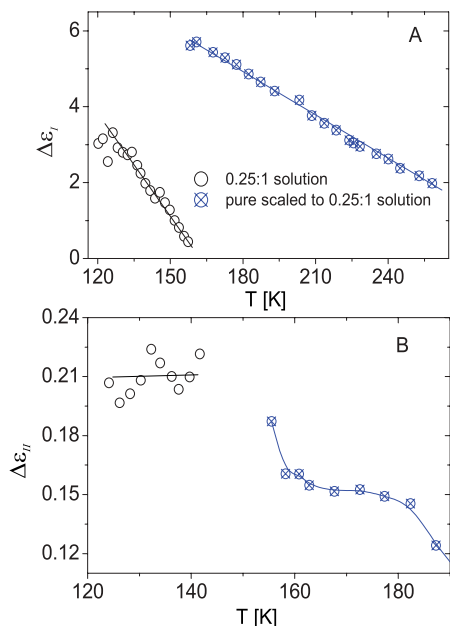 A
6
4
2
0
Δε_I
0.25:1 solution
pure scaled to 0.25:1 solution
120 150 180 210 240
T [K]
B
0.24
0.21
0.18
0.15
0.12
Δε_II
120 140 160 180
T [K]